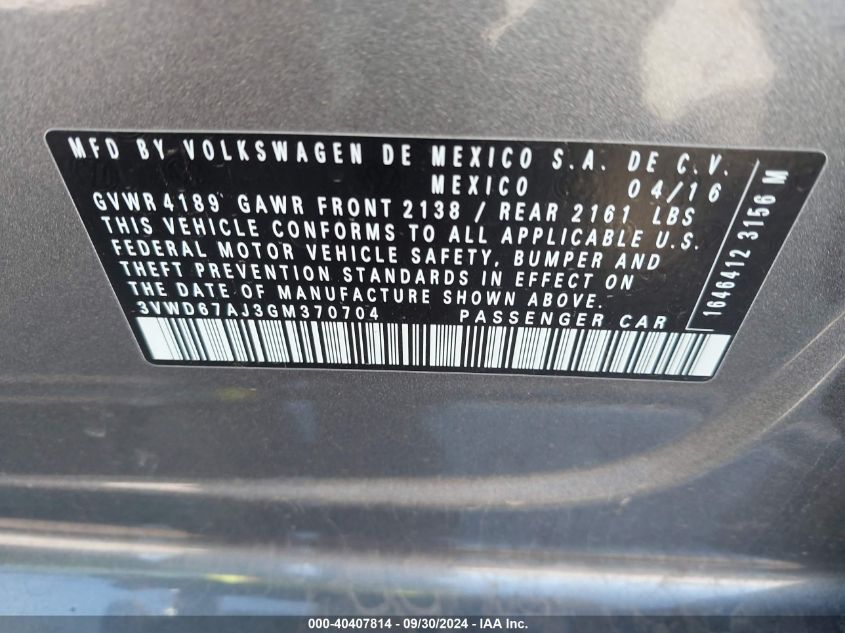 MFD BY VOLKSWAGEN DE MEXICO S.A. DE C.V.
MEXICO 04/16
GVWR4189 GAWR FRONT 2138 / REAR 2161 LBS
THIS VEHICLE CONFORMS TO ALL APPLICABLE U.S.
FEDERAL MOTOR VEHICLE SAFETY, BUMPER AND
THEFT PREVENTION STANDARDS IN EFFECT ON
THE DATE OF MANUFACTURE SHOWN ABOVE.
3VWD67AJ3GM370704 PASSENGER CAR
1646412 3156 M
000-40407814 - 09/30/2024 - IAA Inc.